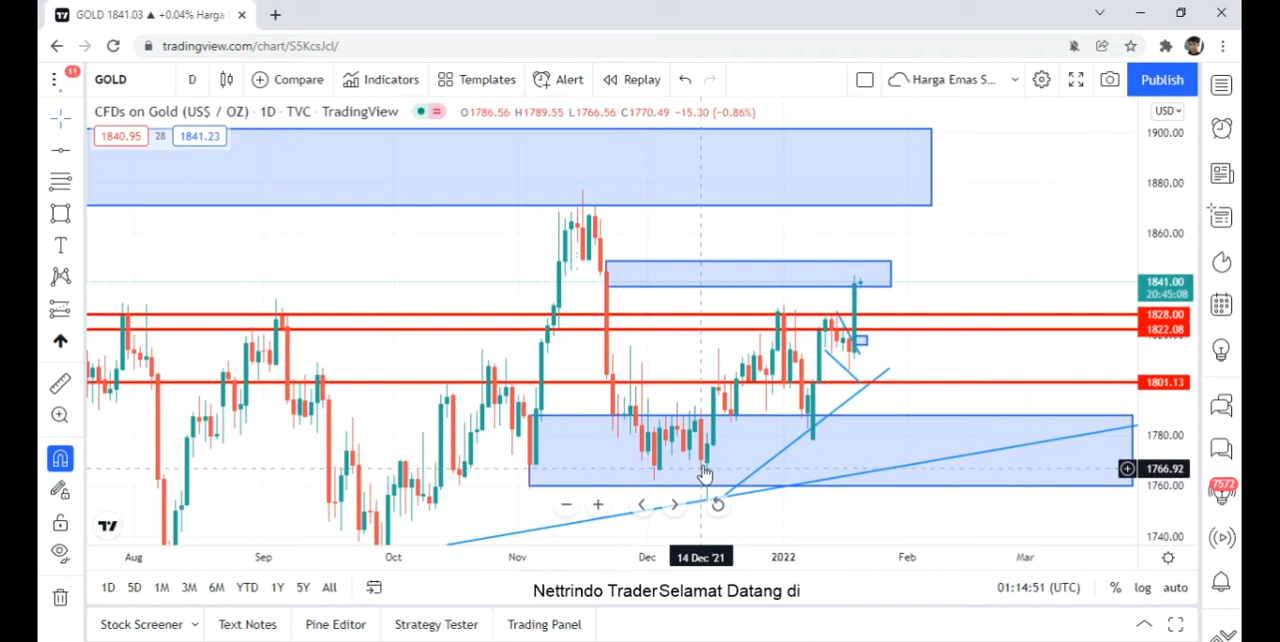 GOLD 1841.03 ▲ +0.04% Harga
tradingview.com/chart/S5KcsJcl/
11
GOLD
D
Compare
Indicators
Templates
Alert
Replay
Harga Emas S...
Publish
CFDs on Gold (US$ / OZ) · 1D · TVC · TradingView
O1786.56 H1789.55 L1766.56 C1770.49 −15.30 (−0.86%)
USD
1840.95 28 1841.23
1900.00
1880.00
1860.00
1841.00
20:45:08
1828.00
1822.08
1801.13
1780.00
1766.92
1760.00
1740.00
7572
Aug
Sep
Oct
Nov
Dec
14 Dec '21
2022
Feb
Mar
1D 5D 1M 3M 6M YTD 1Y 5Y All
Nettrindo TraderSelamat Datang di
01:14:51 (UTC)
% log auto
Stock Screener
Text Notes
Pine Editor
Strategy Tester
Trading Panel